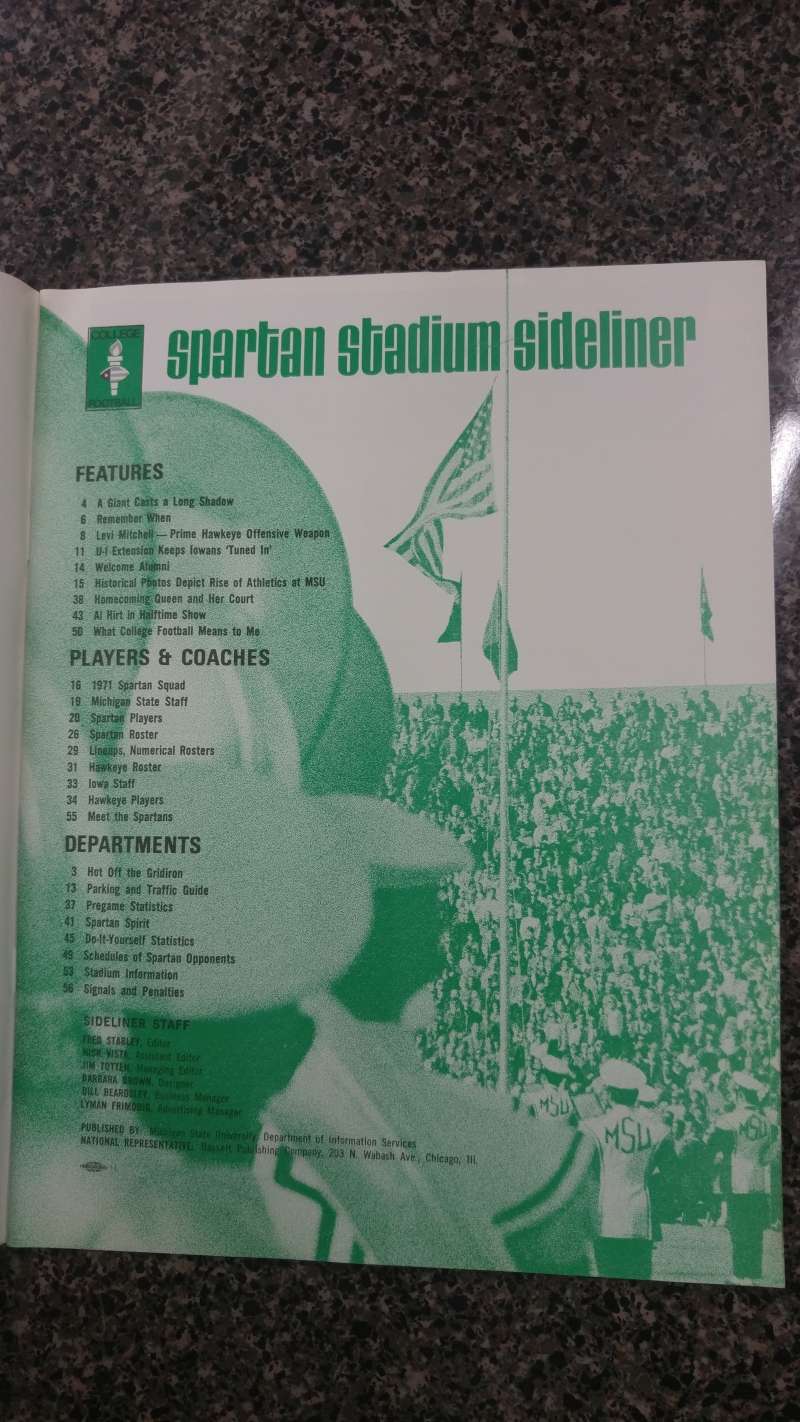 COLLEGE
FOOTBALL
spartan stadium sideliner
FEATURES
4 A Giant Casts a Long Shadow
6 Remember When
8 Levi Mitchell — Prime Hawkeye Offensive Weapon
11 U-I Extension Keeps Iowans 'Tuned In'
14 Welcome Alumni
15 Historical Photos Depict Rise of Athletics at MSU
38 Homecoming Queen and Her Court
43 Al Hirt in Halftime Show
50 What College Football Means to Me
PLAYERS & COACHES
16 1971 Spartan Squad
19 Michigan State Staff
20 Spartan Players
26 Spartan Roster
29 Lineups, Numerical Rosters
31 Hawkeye Roster
33 Iowa Staff
34 Hawkeye Players
55 Meet the Spartans
DEPARTMENTS
3 Hot Off the Gridiron
13 Parking and Traffic Guide
37 Pregame Statistics
41 Spartan Spirit
45 Do-It-Yourself Statistics
49 Schedules of Spartan Opponents
53 Stadium Information
56 Signals and Penalties
SIDELINER STAFF
FRED STABLEY, Editor
NICK VISTA, Assistant Editor
JIM TOTTEN, Managing Editor
BARBARA BROWN, Designer
BILL BEARDSLEY, Business Manager
LYMAN FRIMODIG, Advertising Manager
PUBLISHED BY: Michigan State University, Department of Information Services
NATIONAL REPRESENTATIVE: Publishing Company, 203 N. Wabash Ave., Chicago, Ill.
MSU
MSU
MSU